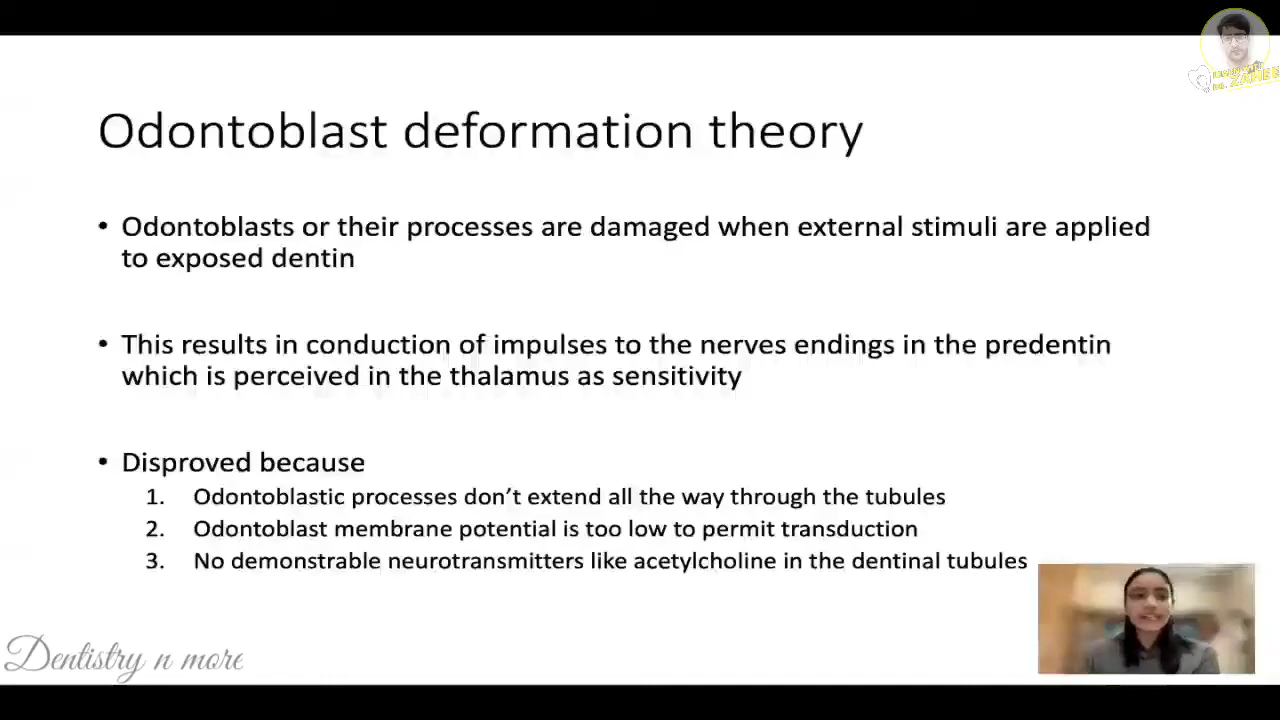 Odontoblast deformation theory
• Odontoblasts or their processes are damaged when external stimuli are applied
to exposed dentin
• This results in conduction of impulses to the nerves endings in the predentin
which is perceived in the thalamus as sensitivity
• Disproved because
1. Odontoblastic processes don't extend all the way through the tubules
2. Odontoblast membrane potential is too low to permit transduction
3. No demonstrable neurotransmitters like acetylcholine in the dentinal tubules
Dentistry n more